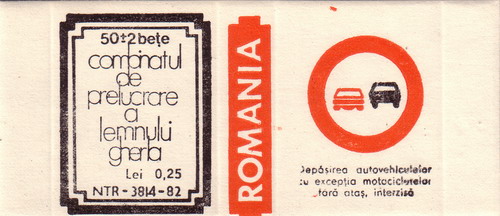 50±2 bețe
combinatul
de
prelucrare
a
lemnului
gherla
Lei 0,25
NTR-3814-82
ROMANIA
Depășirea autovehiculelor
cu excepția motocicletelor
fără ataș, interzisă